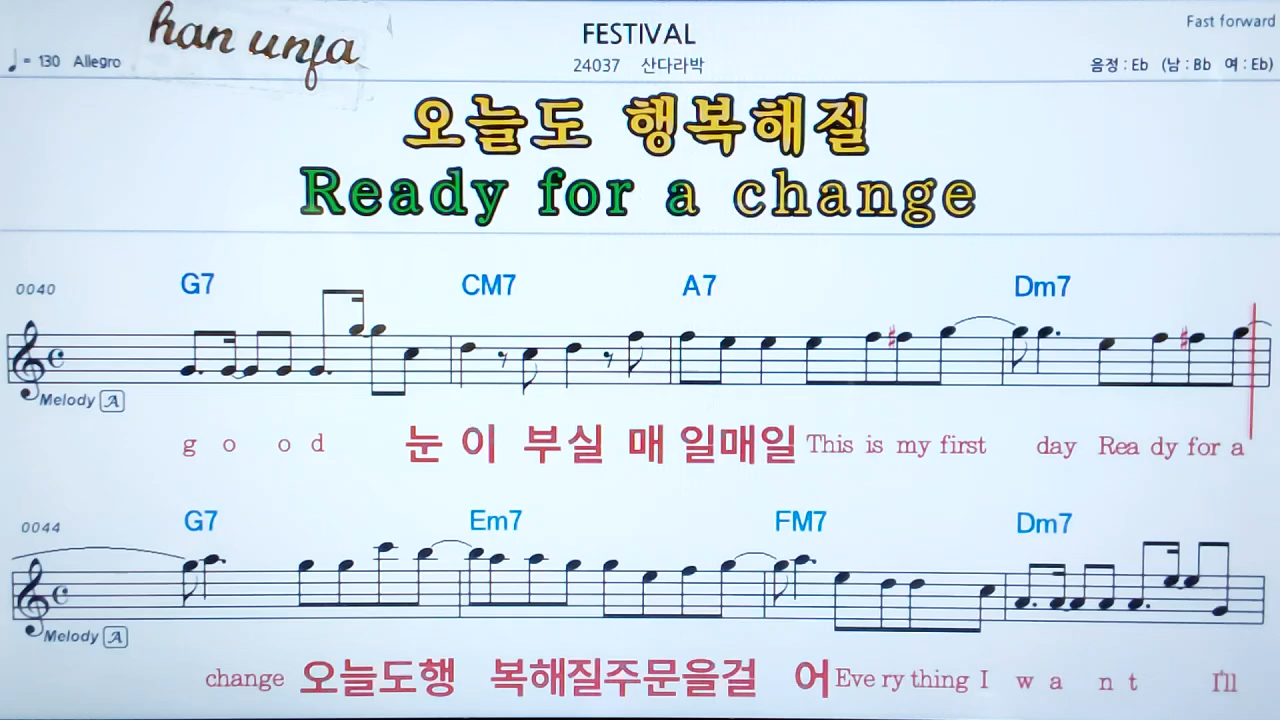 han unfa
FESTIVAL
Fast forward
♩ = 130 Allegro
24037 산다라박
음정 : Eb (남 : Bb 여 : Eb)
오늘도 행복해질
Ready for a change
0040 G7 CM7 A7 Dm7
Melody A
g o o d 눈 이 부실 매 일매일 This is my first day Rea dy for a
0044 G7 Em7 FM7 Dm7
Melody A
change 오늘도행 복해질주문을걸 어 Eve ry thing I w a n t I'll